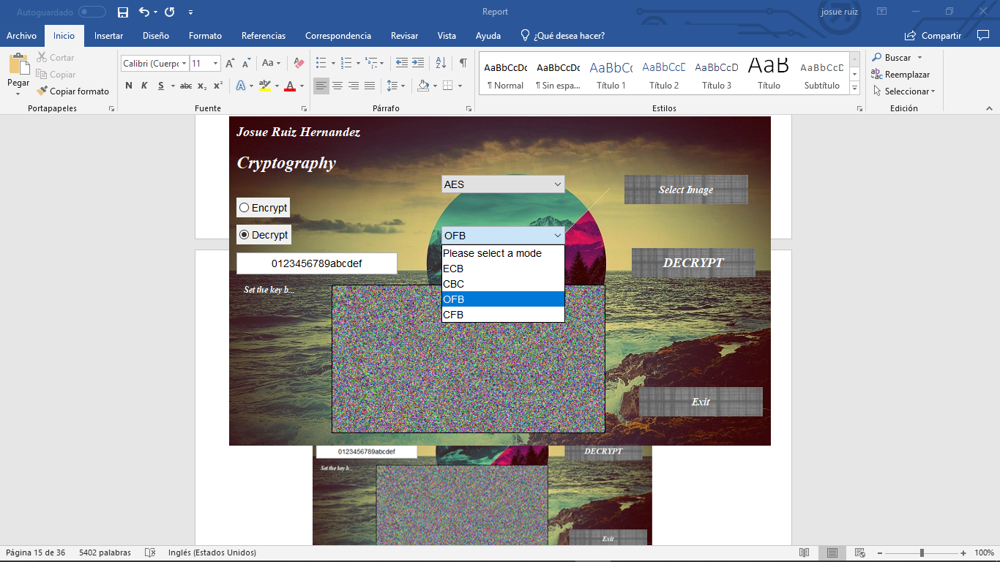 Autoguardado
Report
josue ruiz
Archivo Inicio Insertar Diseño Formato Referencias Correspondencia Revisar Vista Ayuda ¿Qué desea hacer? Compartir
Pegar
Cortar
Copiar
Copiar formato
Portapapeles
Calibri (Cuerpo 11
N K S abc x₂ x²
Fuente
Párrafo
AaBbCcDc AaBbCcDc AaBbCc AaBbCcE AaBbCcD AaB AaBbCcD
¶ Normal ¶ Sin espa... Título 1 Título 2 Título 3 Título Subtítulo
Estilos
Buscar
Reemplazar
Seleccionar
Edición
Josue Ruiz Hernandez
Cryptography
AES
Select Image
Encrypt
Decrypt
OFB
Please select a mode
ECB
CBC
OFB
CFB
0123456789abcdef
DECRYPT
Set the key b...
Exit
0123456789abcdef
DECRYPT
Set the key b...
Exit
Página 15 de 36 5402 palabras Inglés (Estados Unidos) 100%